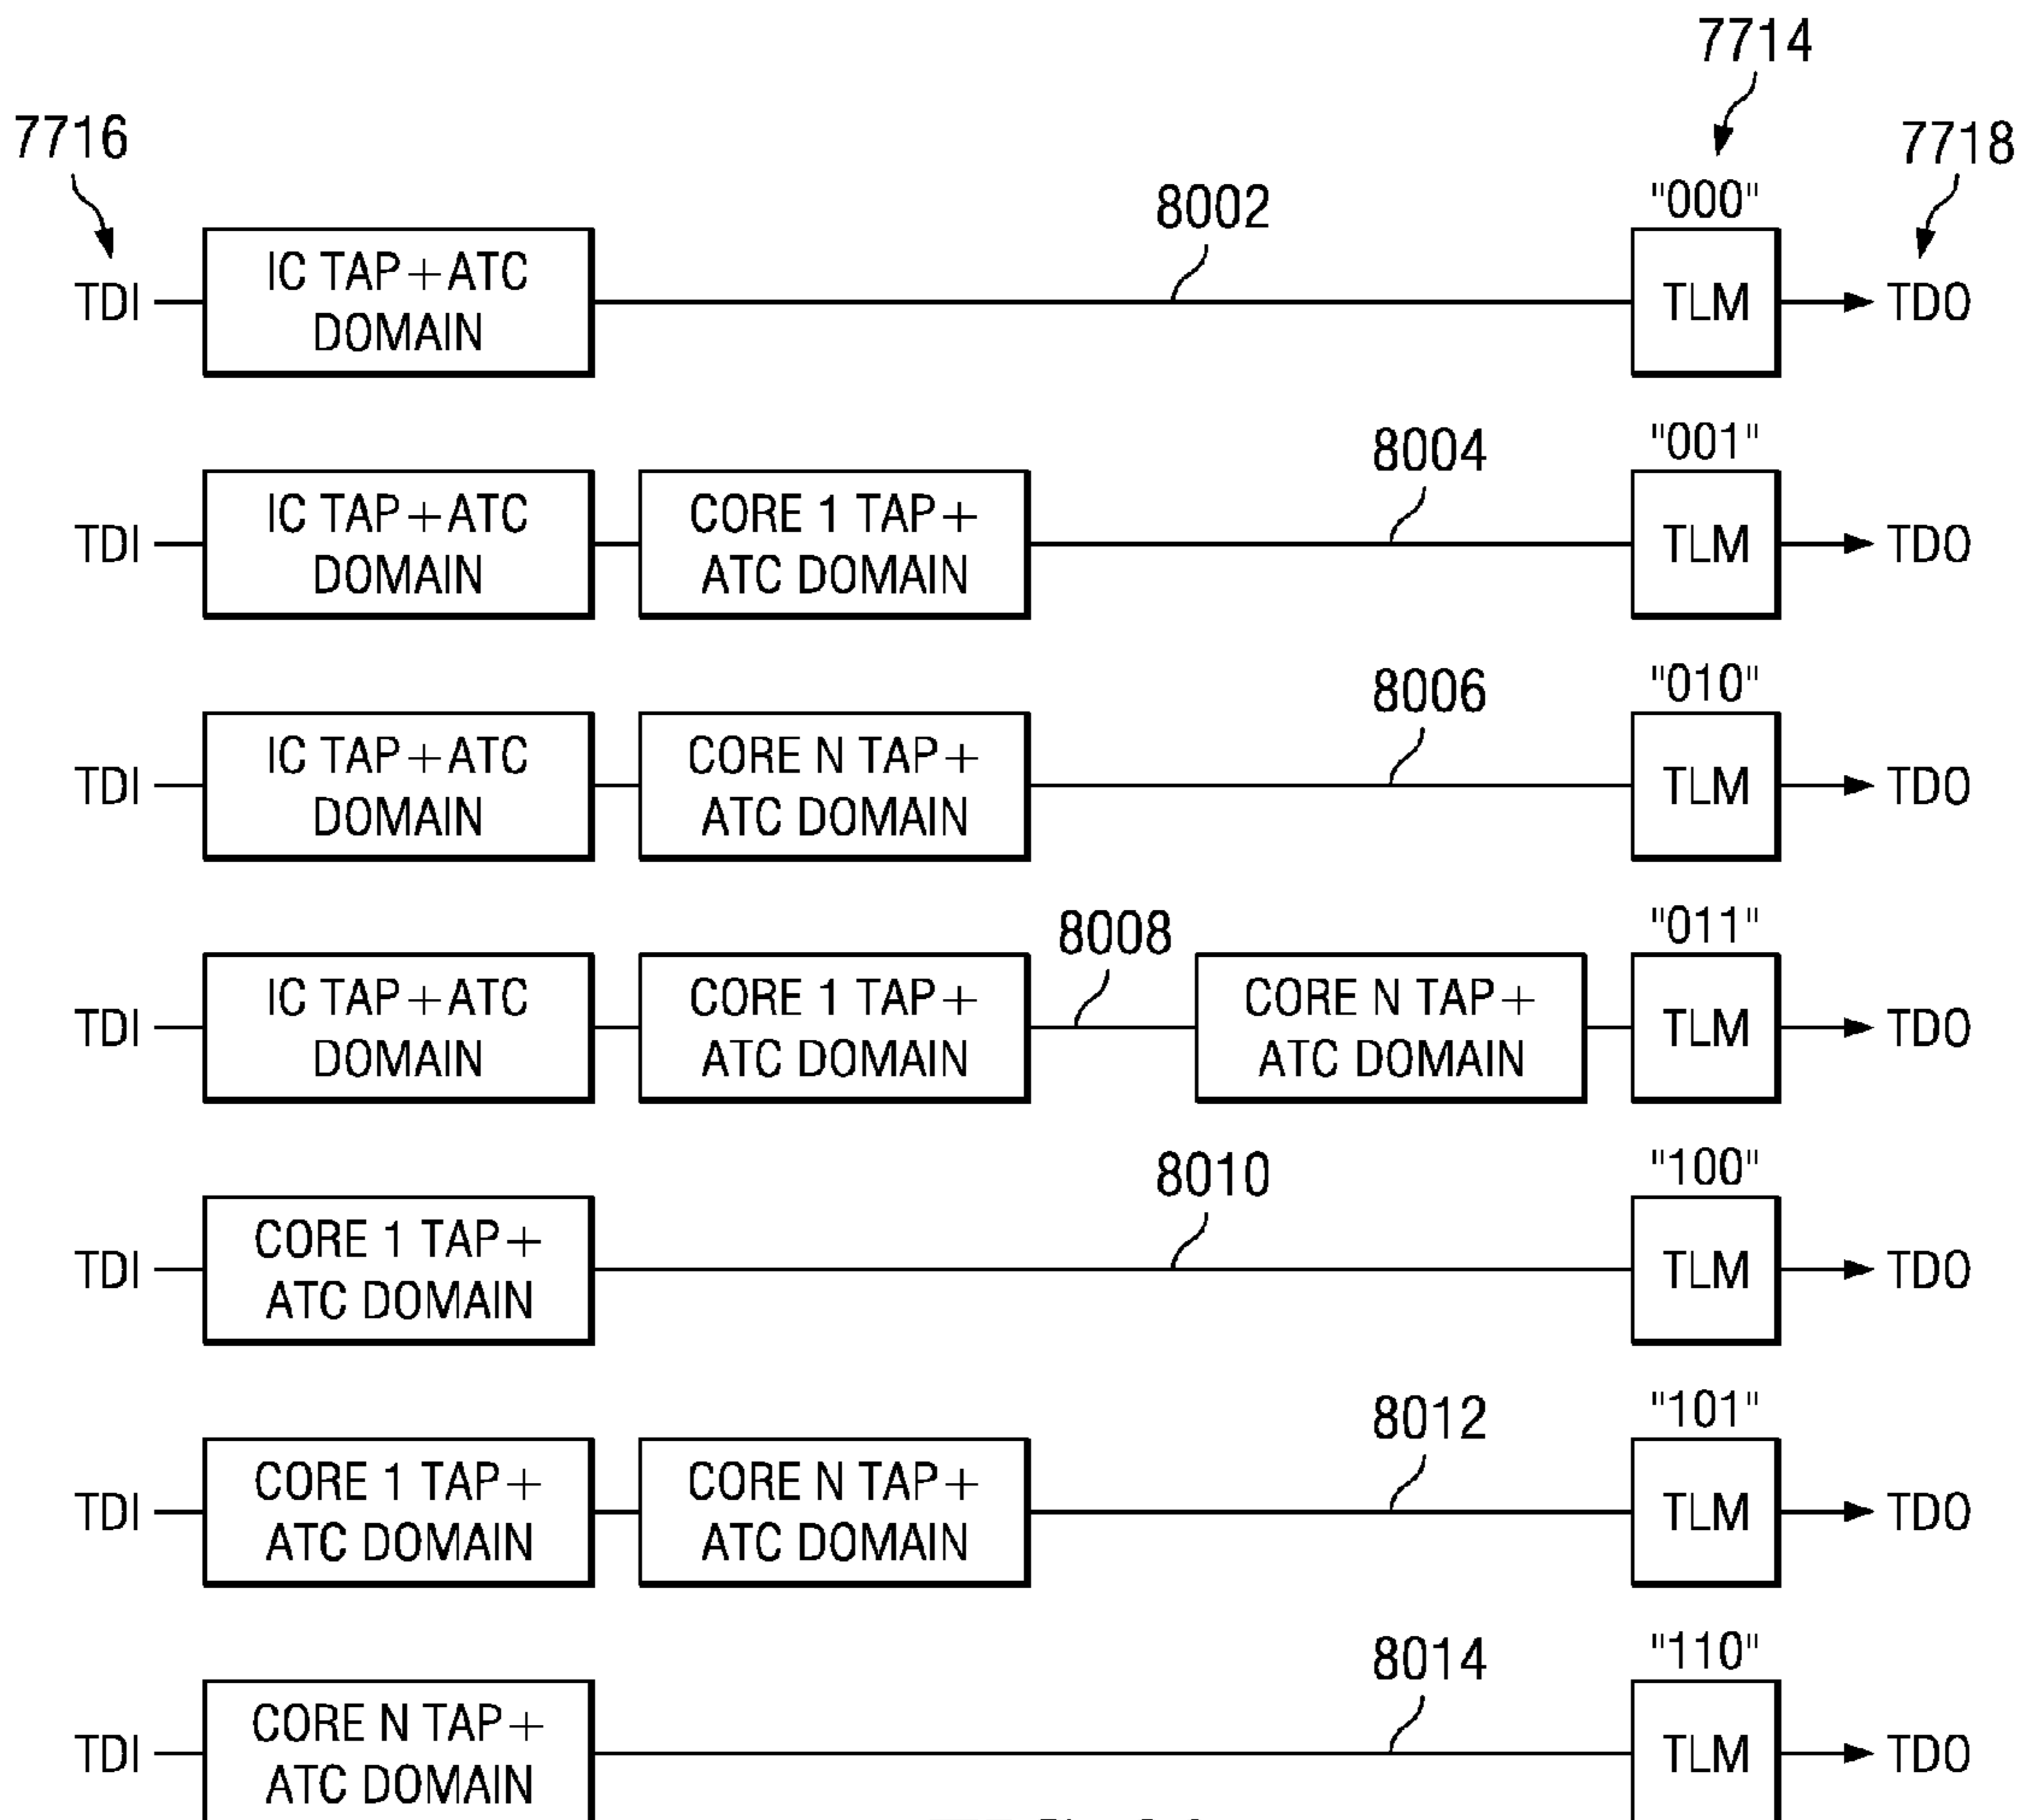 7714
7716
7718
8002
"000"
TDI
IC TAP+ATC
DOMAIN
TLM
TDO
8004
"001"
TDI
IC TAP+ATC
DOMAIN
CORE 1 TAP+
ATC DOMAIN
TLM
TDO
8006
"010"
TDI
IC TAP+ATC
DOMAIN
CORE N TAP+
ATC DOMAIN
TLM
TDO
8008
"011"
TDI
IC TAP+ATC
DOMAIN
CORE 1 TAP+
ATC DOMAIN
CORE N TAP+
ATC DOMAIN
TLM
TDO
8010
"100"
TDI
CORE 1 TAP+
ATC DOMAIN
TLM
TDO
8012
"101"
TDI
CORE 1 TAP+
ATC DOMAIN
CORE N TAP+
ATC DOMAIN
TLM
TDO
8014
"110"
TDI
CORE N TAP+
ATC DOMAIN
TLM
TDO